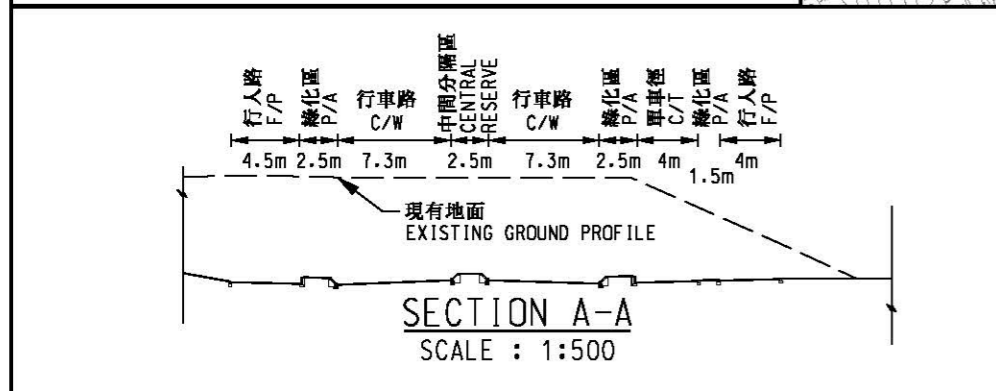 行人路 F/P
綠化區 P/A
行車路 C/W
中間分隔區 CENTRAL RESERVE
行車路 C/W
綠化區 P/A
單車徑 C/T
綠化區 P/A
行人路 F/P
4.5m 2.5m 7.3m 2.5m 7.3m 2.5m 4m 1.5m 4m
現有地面
EXISTING GROUND PROFILE
SECTION A-A
SCALE : 1:500